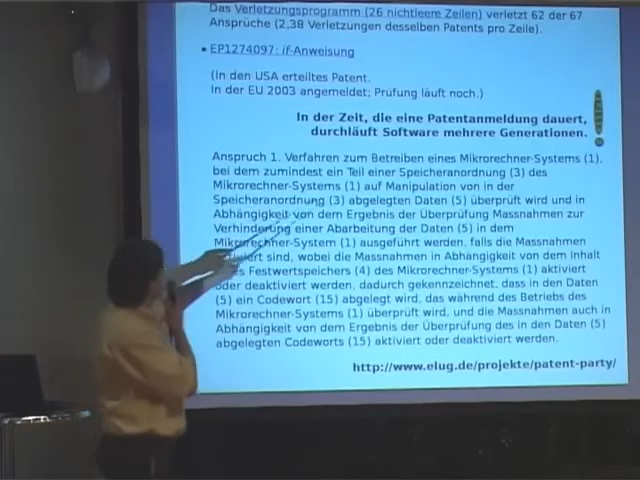 Das Verletzungsprogramm (26 nichtleere Zeilen) verletzt 62 der 67
Ansprüche (2,38 Verletzungen desselben Patents pro Zeile).
• EP1274097: if-Anweisung
(In den USA erteiltes Patent.
In der EU 2003 angemeldet; Prüfung läuft noch.)
In der Zeit, die eine Patentanmeldung dauert,
durchläuft Software mehrere Generationen.
!
Anspruch 1. Verfahren zum Betreiben eines Mikrorechner-Systems (1),
bei dem zumindest ein Teil einer Speicheranordnung (3) des
Mikrorechner-Systems (1) auf Manipulation von in der
Speicheranordnung (3) abgelegten Daten (5) überprüft wird und in
Abhängigkeit von dem Ergebnis der Überprüfung Massnahmen zur
Verhinderung einer Abarbeitung der Daten (5) in dem
Mikrorechner-System (1) ausgeführt werden, falls die Massnahmen
sind, wobei die Massnahmen in Abhängigkeit von dem Inhalt
Festwertspeichers (4) des Mikrorechner-Systems (1) aktiviert
oder deaktiviert werden, dadurch gekennzeichnet, dass in den Daten
(5) ein Codewort (15) abgelegt wird, das während des Betriebs des
Mikrorechner-Systems (1) überprüft wird, und die Massnahmen auch in
Abhängigkeit von dem Ergebnis der Überprüfung des in den Daten (5)
abgelegten Codeworts (15) aktiviert oder deaktiviert werden.
http://www.elug.de/projekte/patent-party/